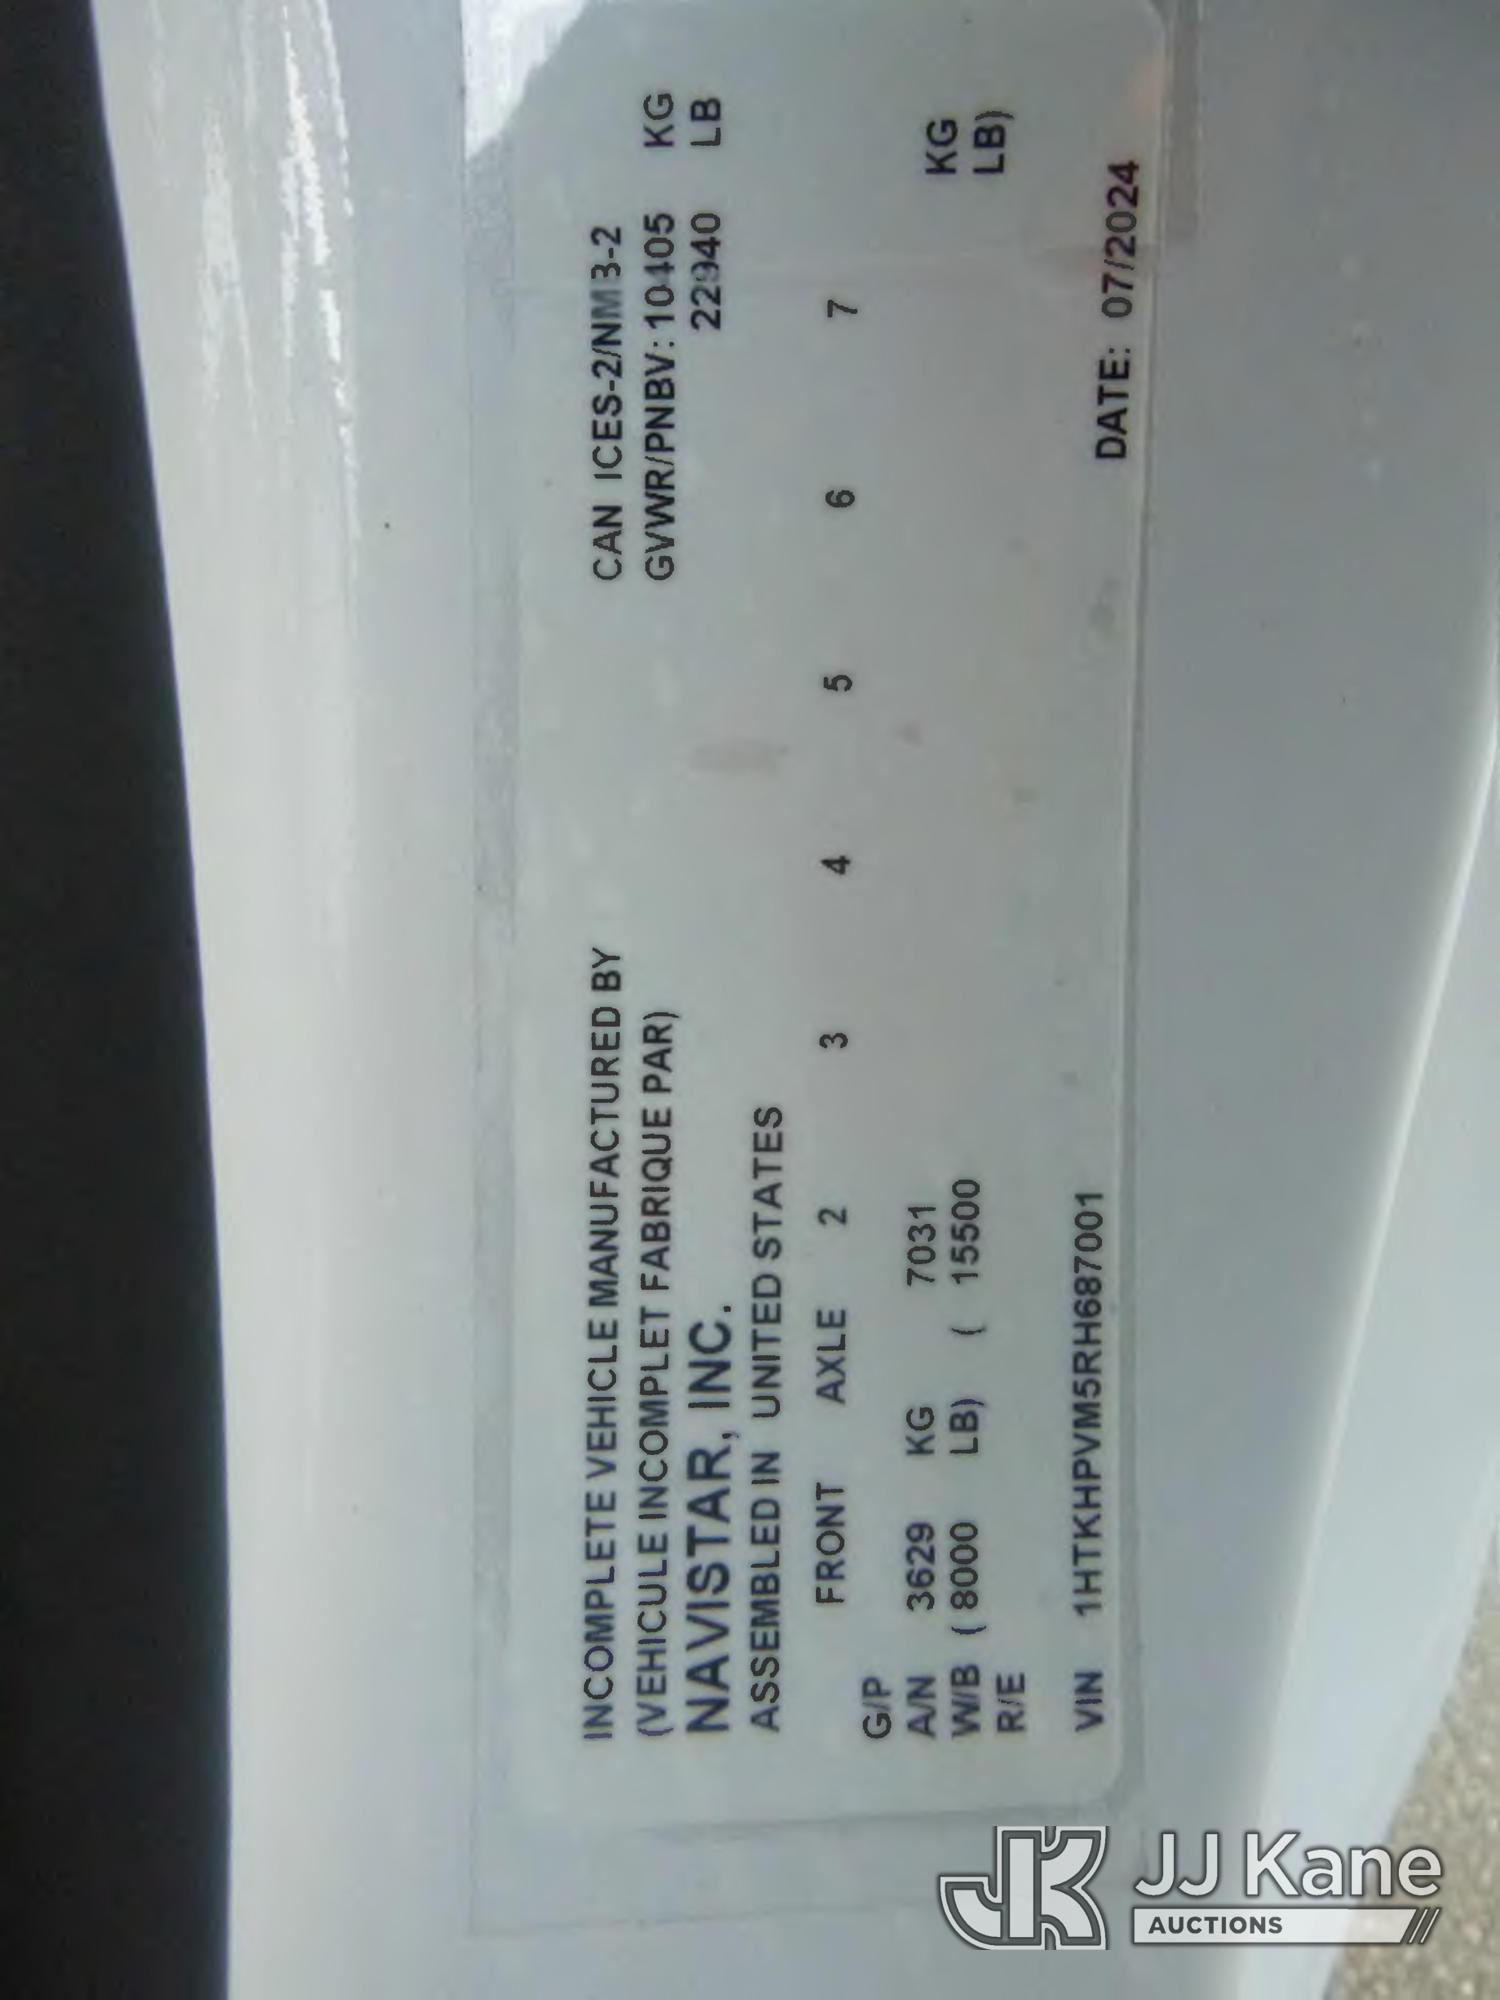 INCOMPLETE VEHICLE MANUFACTURED BY
(VEHICULE INCOMPLET FABRIQUE PAR)
NAVISTAR, INC.
ASSEMBLED IN UNITED STATES
CAN ICES-2/NMB-2
GVWR/PNBV: 10405 KG
22940 LB
FRONT AXLE 2 3 4 5 6 7
G/P
A/N 3629 KG 7031 KG
W/B ( 8000 LB) ( 15500 LB)
R/E
VIN 1HTKHPVM5RH687001 DATE: 07/2024
JK JJ Kane
AUCTIONS